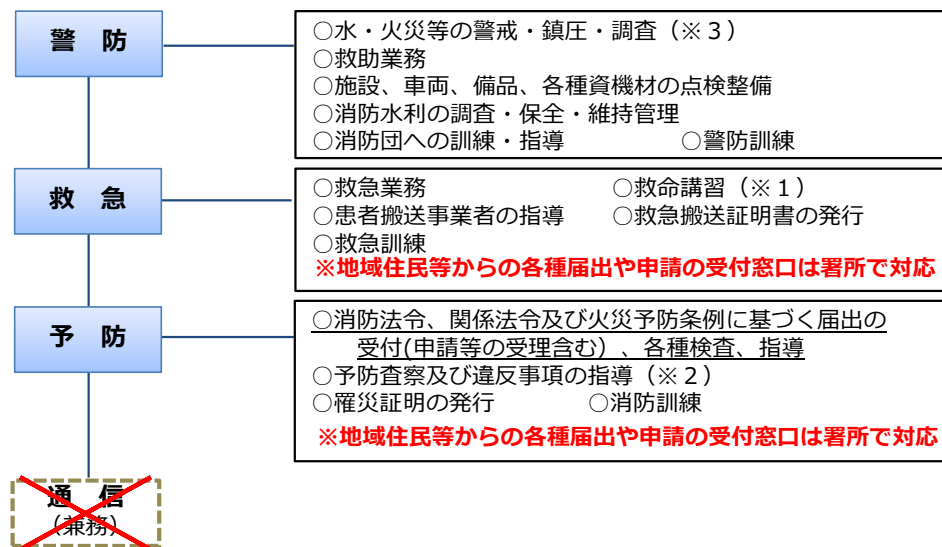 警 防
○水・火災等の警戒・鎮圧・調査（※３）
○救助業務
○施設、車両、備品、各種資機材の点検整備
○消防水利の調査・保全・維持管理
○消防団への訓練・指導 ○警防訓練
救 急
○救急業務 ○救命講習（※１）
○患者搬送事業者の指導 ○救急搬送証明書の発行
○救急訓練
※地域住民等からの各種届出や申請の受付窓口は署所で対応
予 防
○消防法令、関係法令及び火災予防条例に基づく届出の
受付(申請等の受理含む）、各種検査、指導
○予防査察及び違反事項の指導（※２）
○罹災証明の発行 ○消防訓練
※地域住民等からの各種届出や申請の受付窓口は署所で対応
通 信
（兼務）